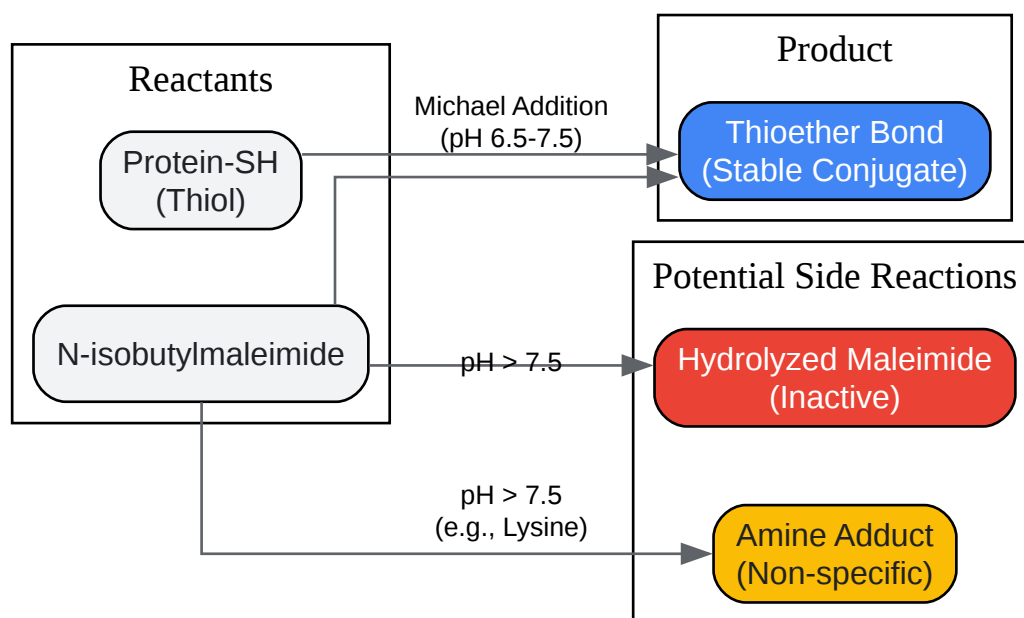 Reactants
Protein-SH
(Thiol)
N-isobutylmaleimide
Michael Addition
(pH 6.5-7.5)
Product
Thioether Bond
(Stable Conjugate)
Potential Side Reactions
pH > 7.5
Hydrolyzed Maleimide
(Inactive)
pH > 7.5
(e.g., Lysine)
Amine Adduct
(Non-specific)